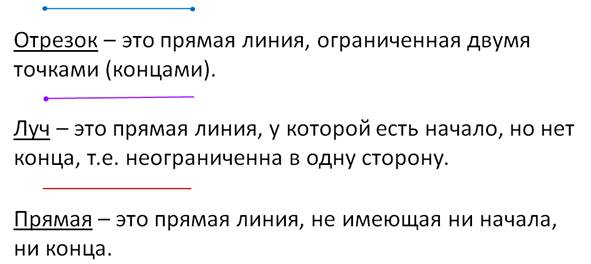 Отрезок – это прямая линия, ограниченная двумя
точками (концами).
Луч – это прямая линия, у которой есть начало, но нет
конца, т.е. неограниченна в одну сторону.
Прямая – это прямая линия, не имеющая ни начала,
ни конца.